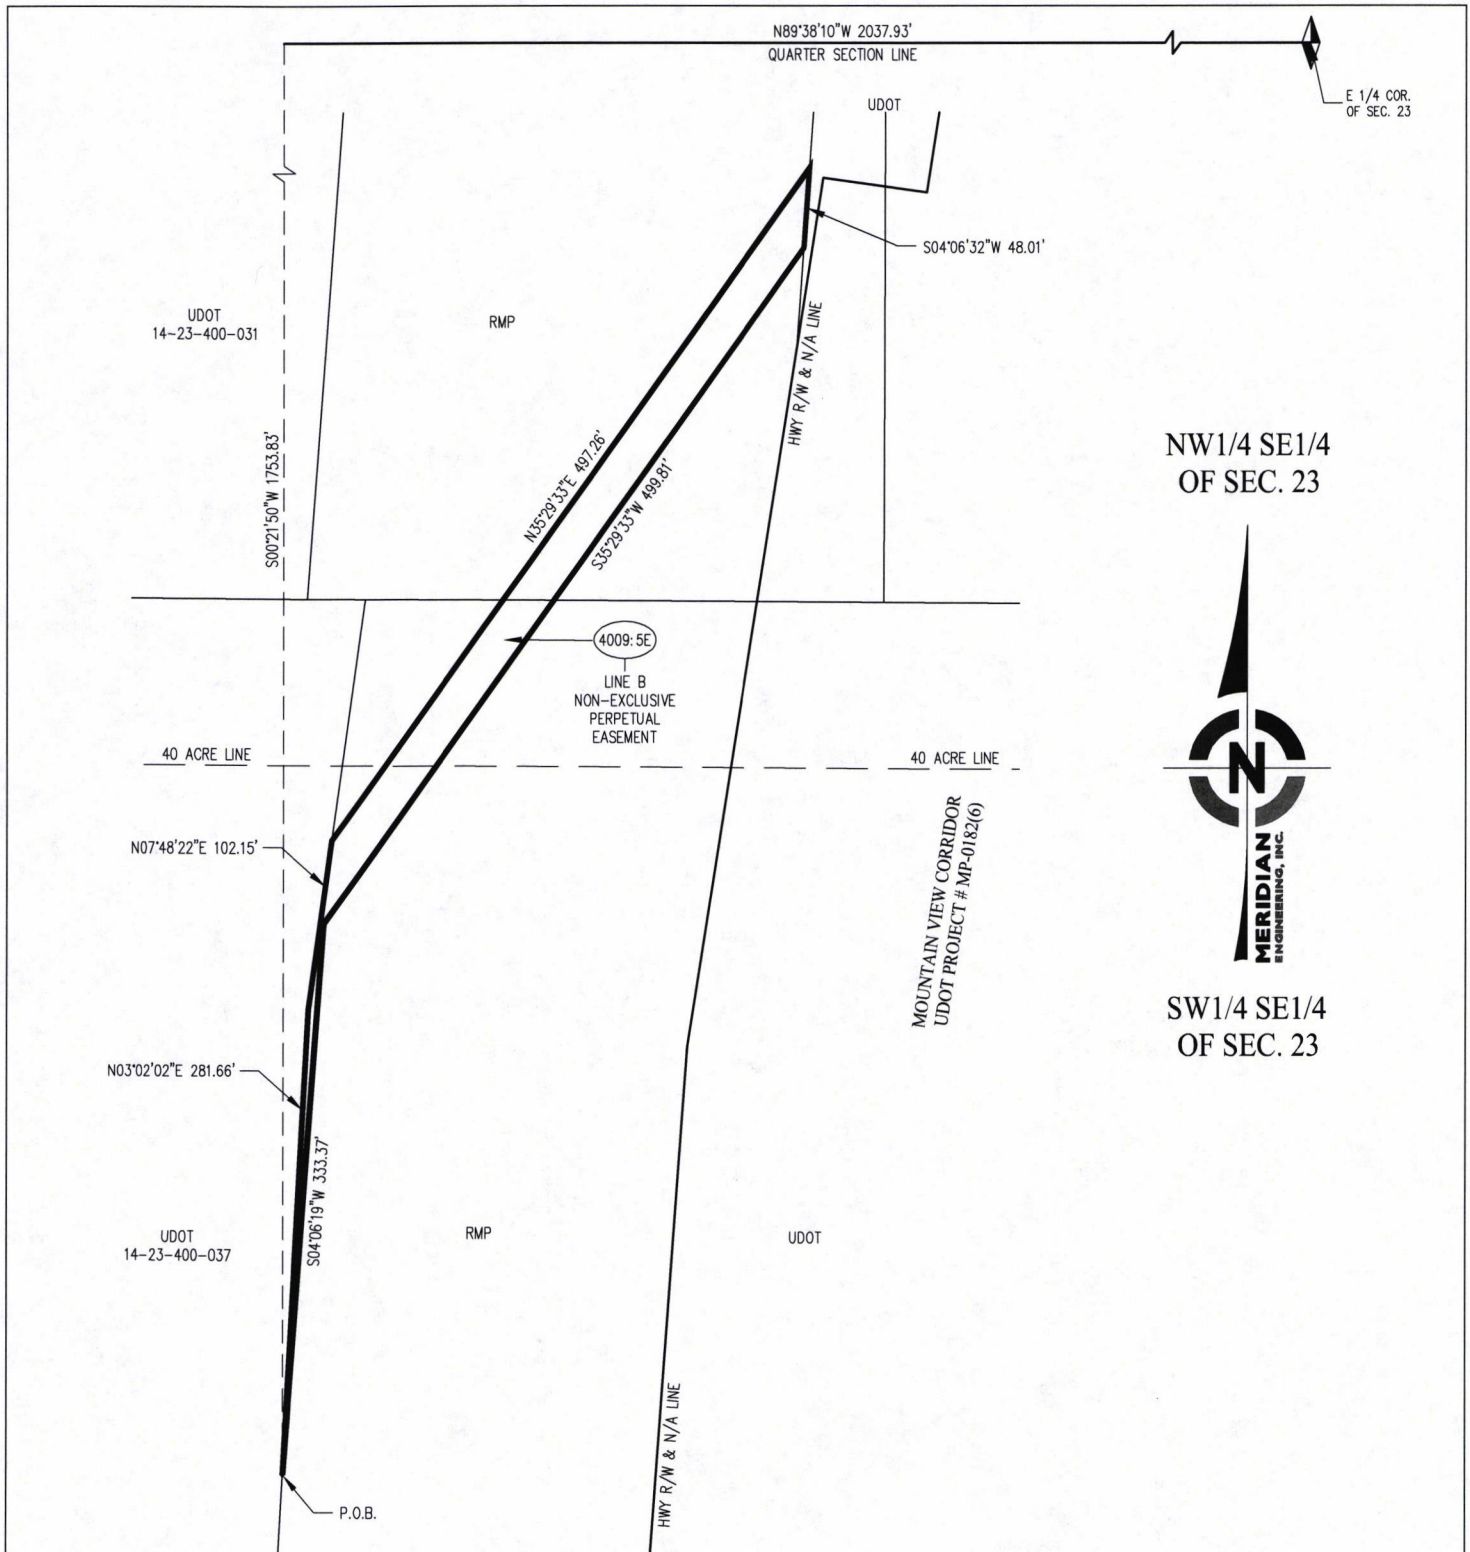 N89°38'10"W 2037.93'
QUARTER SECTION LINE
E 1/4 COR.
OF SEC. 23
UDOT
S04°06'32"W 48.01'
UDOT
14-23-400-031
RMP
HWY R/W & N/A LINE
N35°29'33"E 497.26'
S35°29'33"W 499.81'
S00°21'50"W 1753.83'
NW1/4 SE1/4
OF SEC. 23
4009:5E
LINE B
NON-EXCLUSIVE
PERPETUAL
EASEMENT
40 ACRE LINE
40 ACRE LINE
N
MERIDIAN
ENGINEERING, INC.
MOUNTAIN VIEW CORRIDOR
UDOT PROJECT # MP-0182(6)
N07°48'22"E 102.15'
SW1/4 SE1/4
OF SEC. 23
N03°02'02"E 281.66'
S04°06'19"W 333.37'
UDOT
14-23-400-037
RMP
UDOT
HWY R/W & N/A LINE
P.O.B.